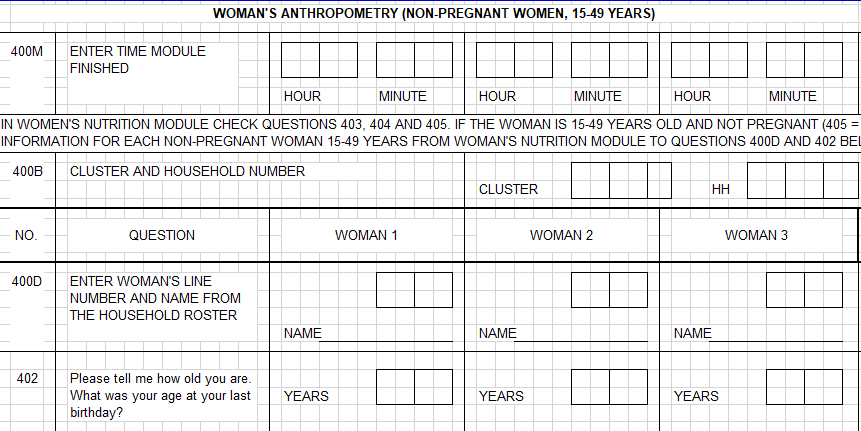 WOMAN'S ANTHROPOMETRY (NON-PREGNANT WOMEN, 15-49 YEARS)
400M ENTER TIME MODULE
FINISHED
HOUR MINUTE HOUR MINUTE HOUR MINUTE
IN WOMEN'S NUTRITION MODULE CHECK QUESTIONS 403, 404 AND 405. IF THE WOMAN IS 15-49 YEARS OLD AND NOT PREGNANT (405 =
INFORMATION FOR EACH NON-PREGNANT WOMAN 15-49 YEARS FROM WOMAN'S NUTRITION MODULE TO QUESTIONS 400D AND 402 BEL
400B CLUSTER AND HOUSEHOLD NUMBER
CLUSTER HH
NO. QUESTION WOMAN 1 WOMAN 2 WOMAN 3
400D ENTER WOMAN'S LINE
NUMBER AND NAME FROM
THE HOUSEHOLD ROSTER
NAME NAME NAME
402 Please tell me how old you are.
What was your age at your last
YEARS YEARS YEARS
birthday?